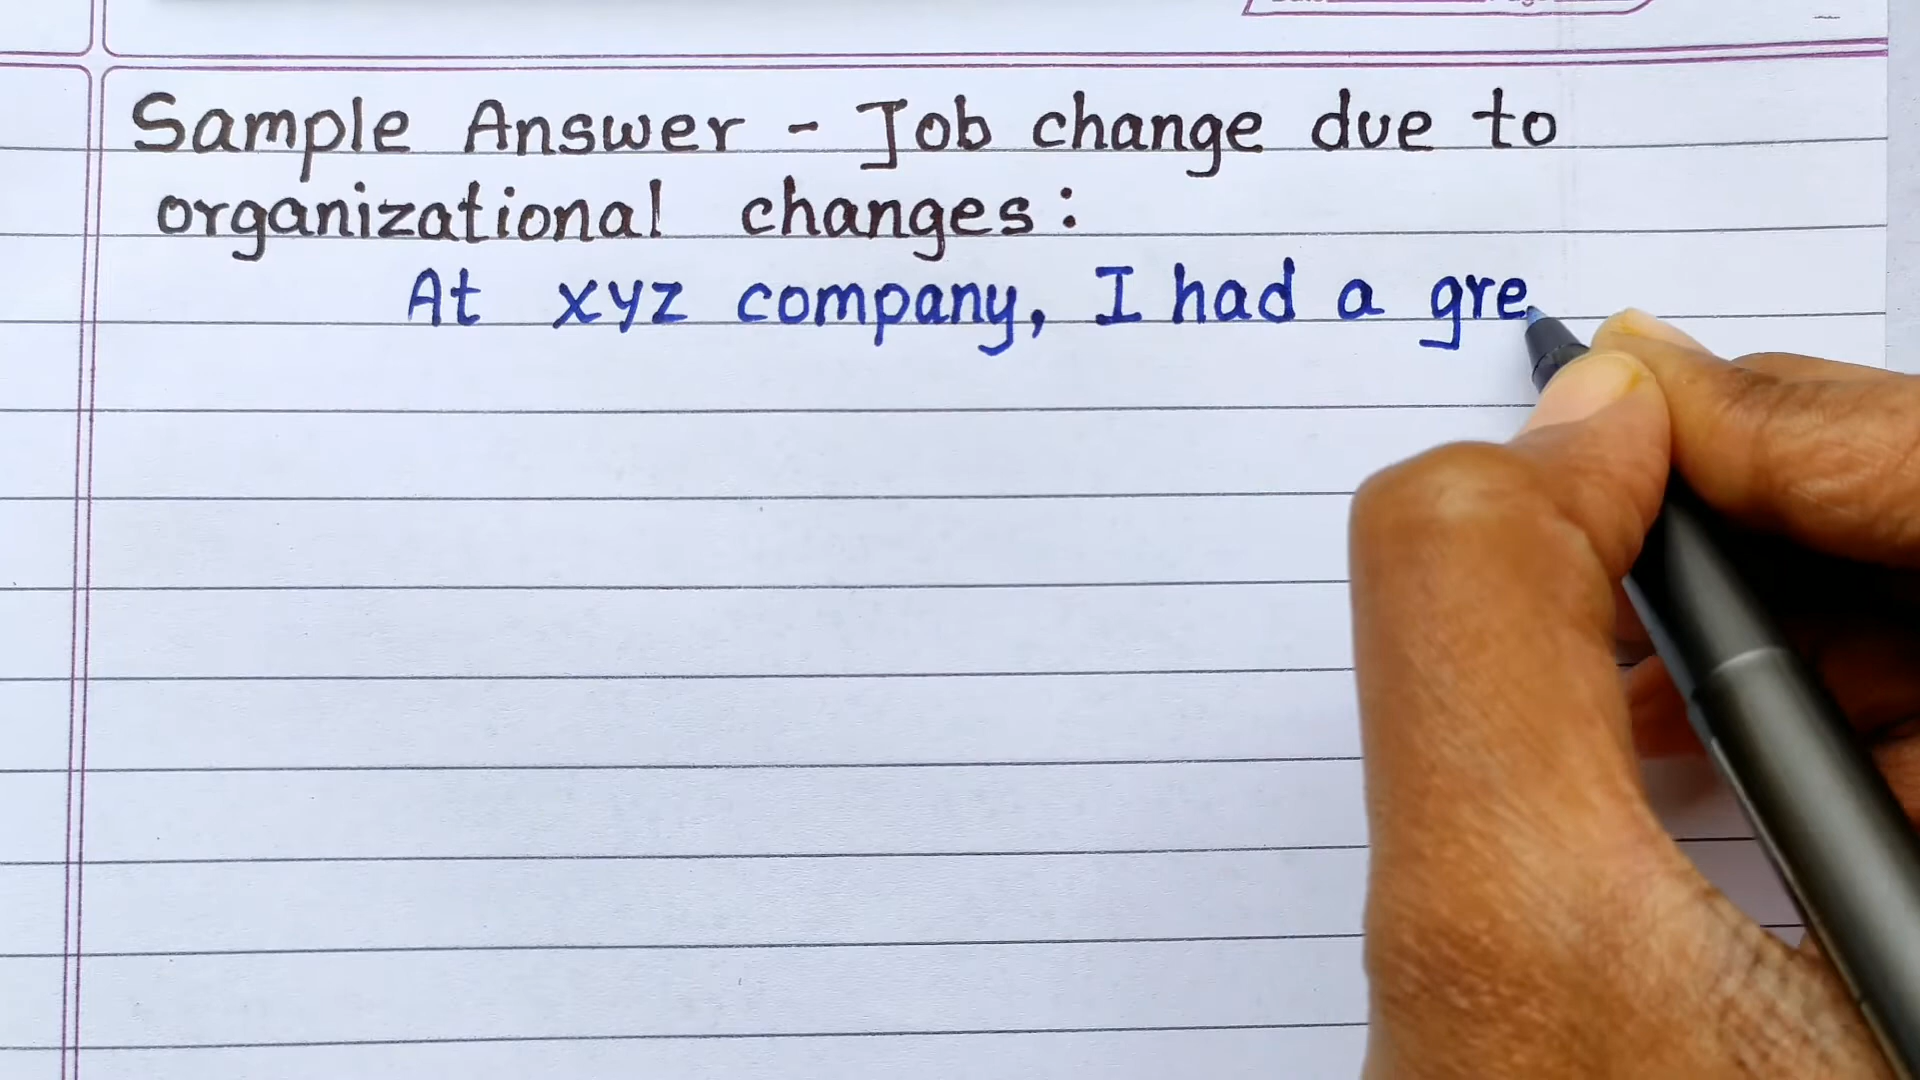 Sample Answer - Job change due to
organizational changes:
At xyz company, I had a gre